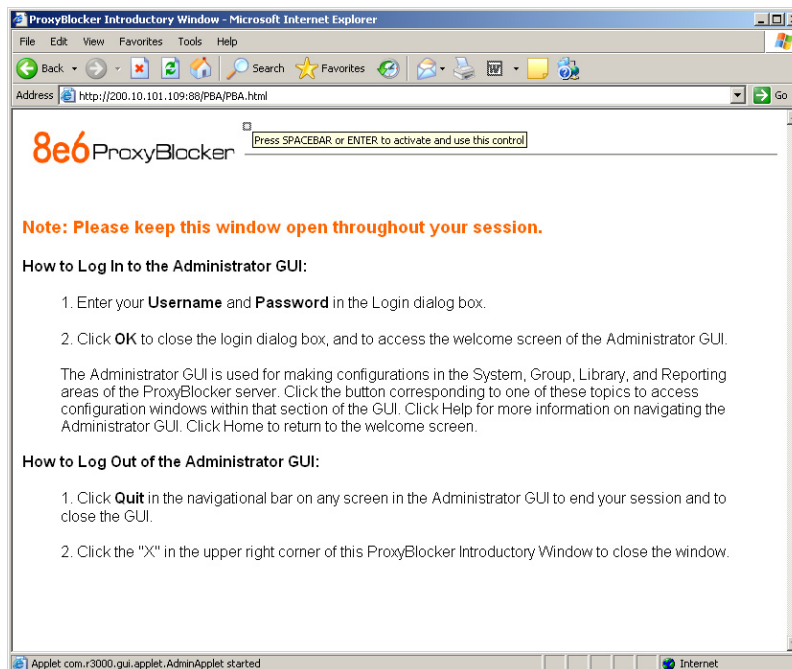 ProxyBlocker Introductory Window - Microsoft Internet Explorer
File Edit View Favorites Tools Help
Back Search Favorites
Address http://200.10.101.109:88/PBA/PBA.html Go
Press SPACEBAR or ENTER to activate and use this control
8e6 ProxyBlocker
Note: Please keep this window open throughout your session.
How to Log In to the Administrator GUI:
1. Enter your Username and Password in the Login dialog box.
2. Click OK to close the login dialog box, and to access the welcome screen of the Administrator GUI.
The Administrator GUI is used for making configurations in the System, Group, Library, and Reporting
areas of the ProxyBlocker server. Click the button corresponding to one of these topics to access
configuration windows within that section of the GUI. Click Help for more information on navigating the
Administrator GUI. Click Home to return to the welcome screen.
How to Log Out of the Administrator GUI:
1. Click Quit in the navigational bar on any screen in the Administrator GUI to end your session and to
close the GUI.
2. Click the "X" in the upper right corner of this ProxyBlocker Introductory Window to close the window.
Applet com.r3000.gui.applet.AdminApplet started Internet